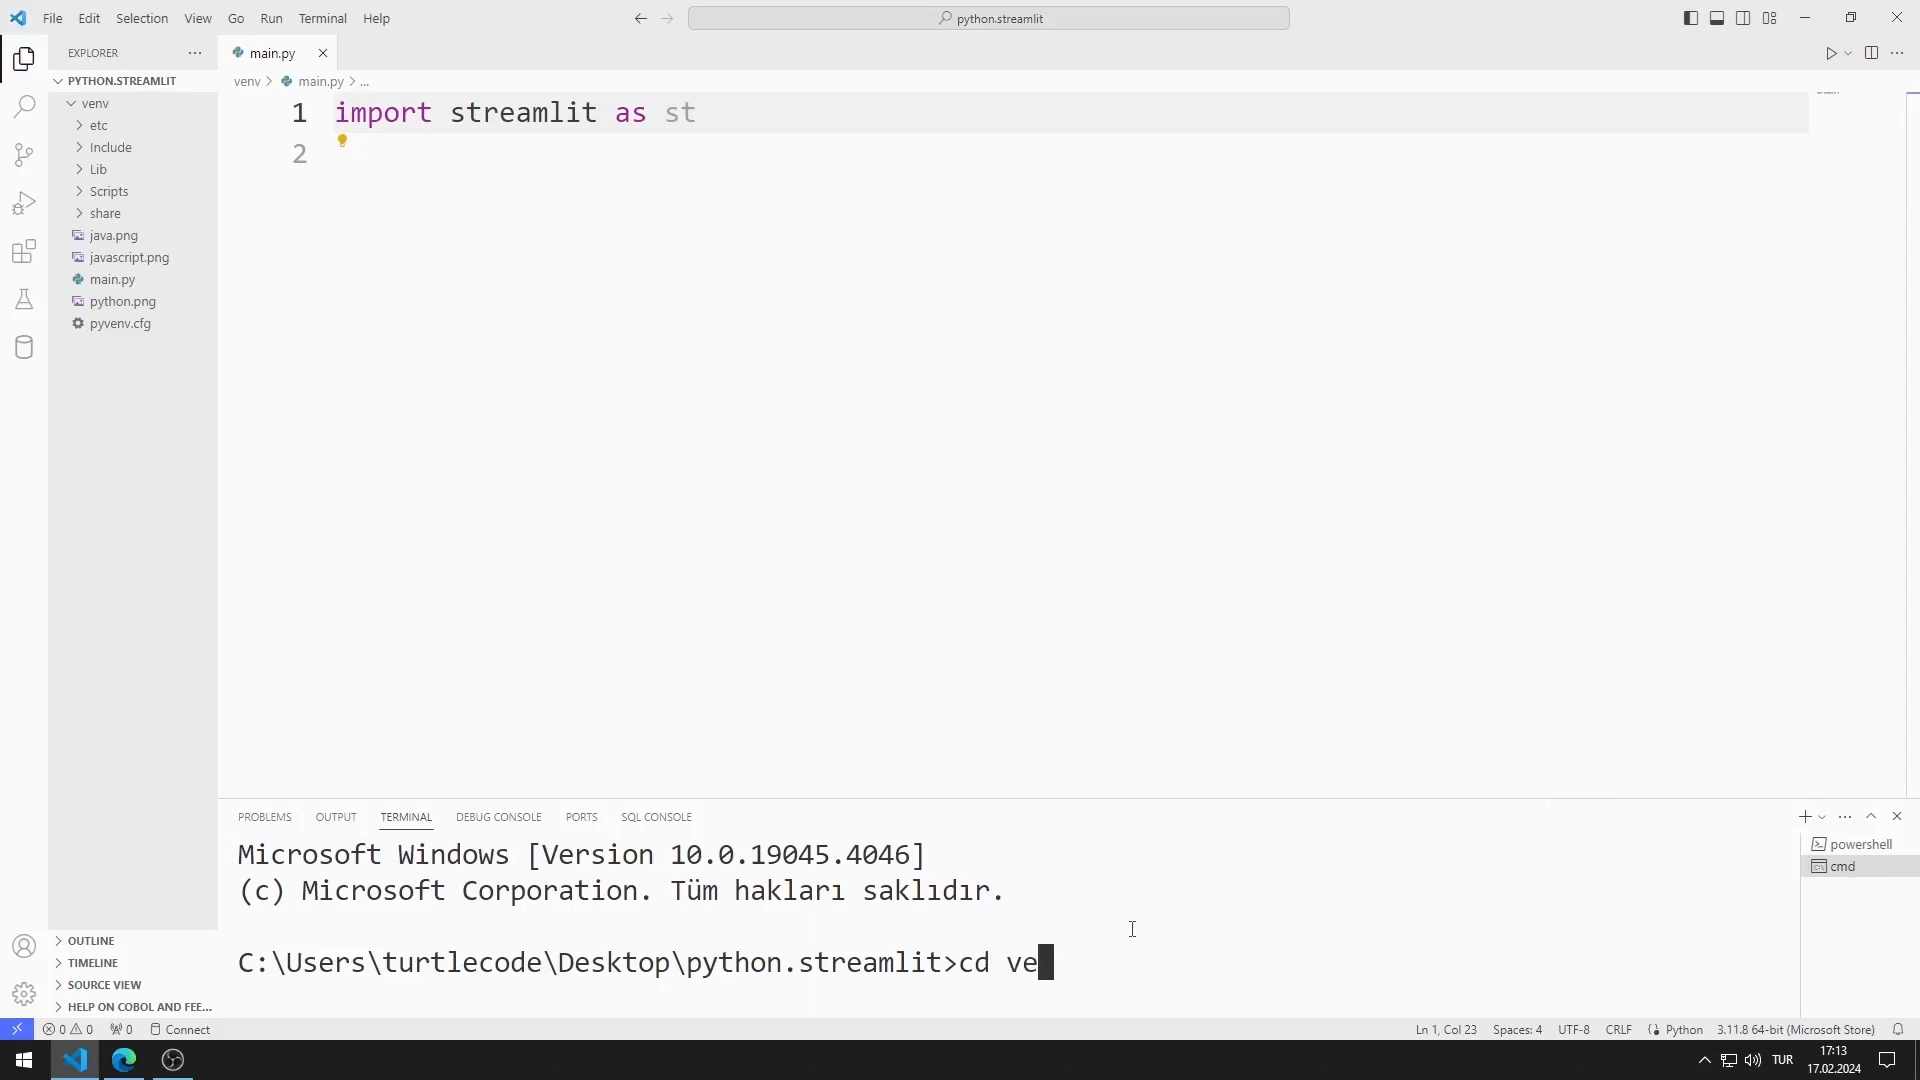 File Edit Selection View Go Run Terminal Help
python.streamlit
EXPLORER
main.py
PYTHON.STREAMLIT
venv > main.py > ...
venv
etc
Include
Lib
Scripts
share
java.png
javascript.png
main.py
python.png
pyvenv.cfg
1 import streamlit as st
2
PROBLEMS OUTPUT TERMINAL DEBUG CONSOLE PORTS SQL CONSOLE
Microsoft Windows [Version 10.0.19045.4046]
(c) Microsoft Corporation. Tüm hakları saklıdır.
C:\Users\turtlecode\Desktop\python.streamlit>cd ve
powershell
cmd
OUTLINE
TIMELINE
SOURCE VIEW
HELP ON COBOL AND FEE...
0 0 0 Connect
Ln 1, Col 23 Spaces: 4 UTF-8 CRLF Python 3.11.8 64-bit (Microsoft Store)
TUR
17:13
17.02.2024